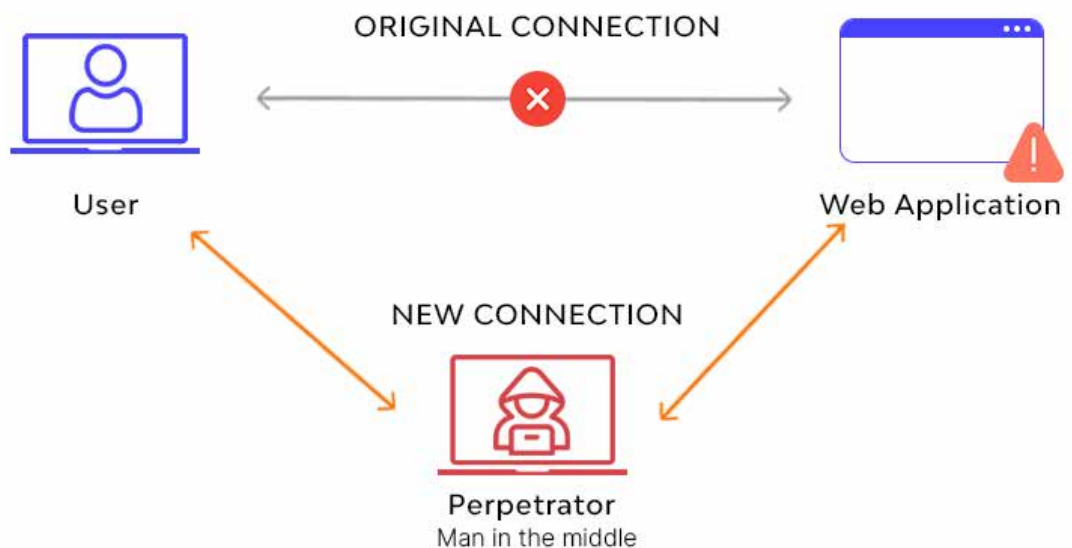 ORIGINAL CONNECTION
User
Web Application
NEW CONNECTION
Perpetrator
Man in the middle